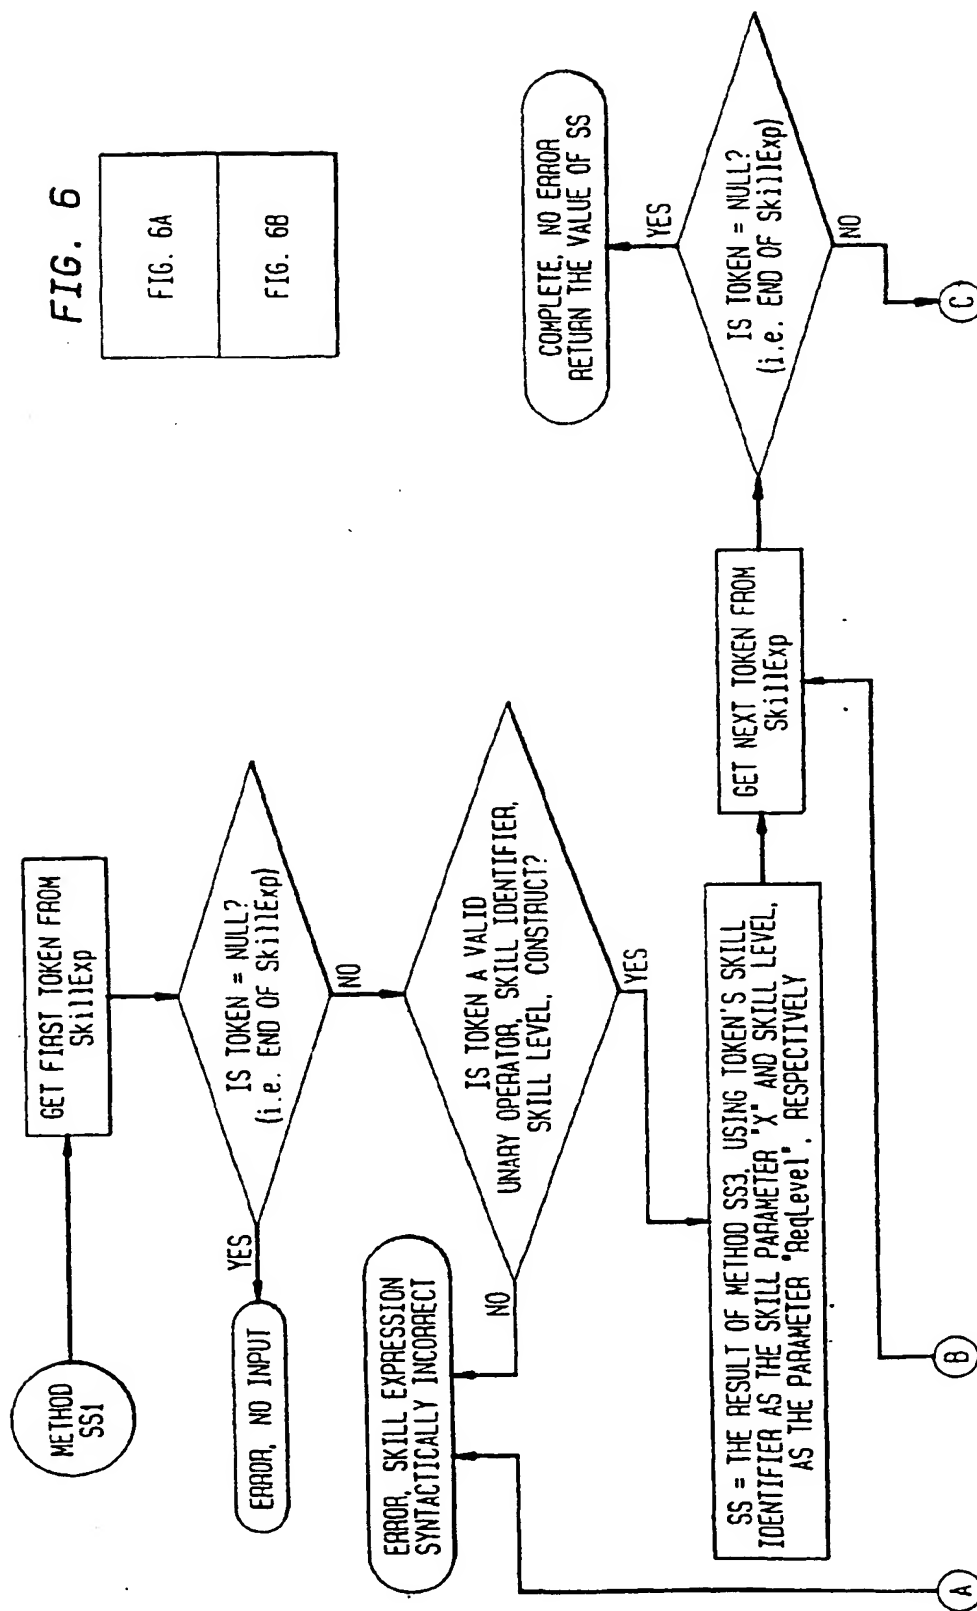 FIG. 6
FIG. 6A
FIG. 6B
METHOD
SS1
GET FIRST TOKEN FROM
SkillExp
IS TOKEN = NULL?
(i.e. END OF SkillExp)
YES
NO
ERROR, NO INPUT
IS TOKEN A VALID
UNARY OPERATOR, SKILL IDENTIFIER,
SKILL LEVEL, CONSTRUCT?
NO
YES
ERROR, SKILL EXPRESSION
SYNTACTICALLY INCORRECT
SS = THE RESULT OF METHOD SS3, USING TOKEN'S SKILL
IDENTIFIER AS THE SKILL PARAMETER "X" AND SKILL LEVEL,
AS THE PARAMETER "ReqLevel", RESPECTIVELY
GET NEXT TOKEN FROM
SkillExp
IS TOKEN = NULL?
(i.e. END OF SkillExp)
YES
NO
COMPLETE, NO ERROR
RETURN THE VALUE OF SS
A
B
C